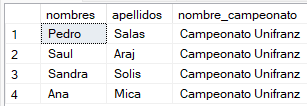 nombres apellidos nombre_campeonato
1 Pedro Salas Campeonato Unifranz
2 Saul Araj Campeonato Unifranz
3 Sandra Solis Campeonato Unifranz
4 Ana Mica Campeonato Unifranz